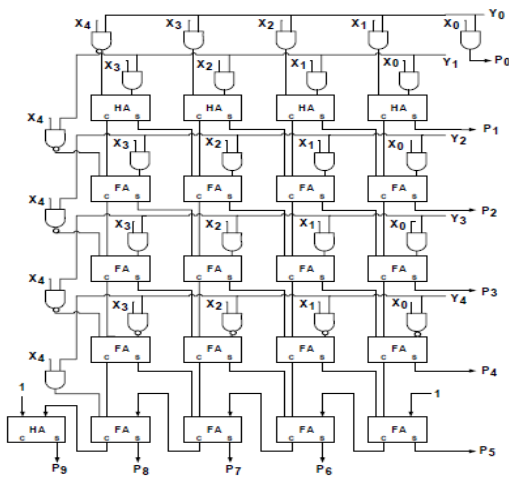 X4 X3 X2 X1 X0 Y0
P0
X3 X2 X1 X0 Y1
HA HA HA HA
C S C S C S C S
X4 P1
X3 X2 X1 X0 Y2
FA FA FA FA
C S C S C S C S
X4 P2
X3 X2 X1 X0 Y3
FA FA FA FA
C S C S C S C S
X4 P3
X3 X2 X1 X0 Y4
FA FA FA FA
C S C S C S C S
X4 P4
1 1
HA FA FA FA FA
C S C S C S C S C S
P5
P9 P8 P7 P6